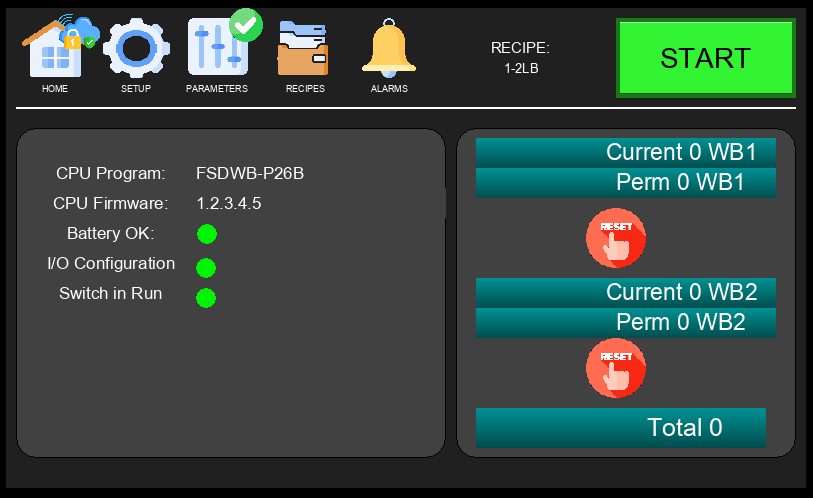 HOME
SETUP
PARAMETERS
RECIPES
ALARMS
RECIPE:
1-2LB
START
CPU Program: FSDWB-P26B
CPU Firmware: 1.2.3.4.5
Battery OK:
I/O Configuration
Switch in Run
Current 0 WB1
Perm 0 WB1
RESET
Current 0 WB2
Perm 0 WB2
RESET
Total 0